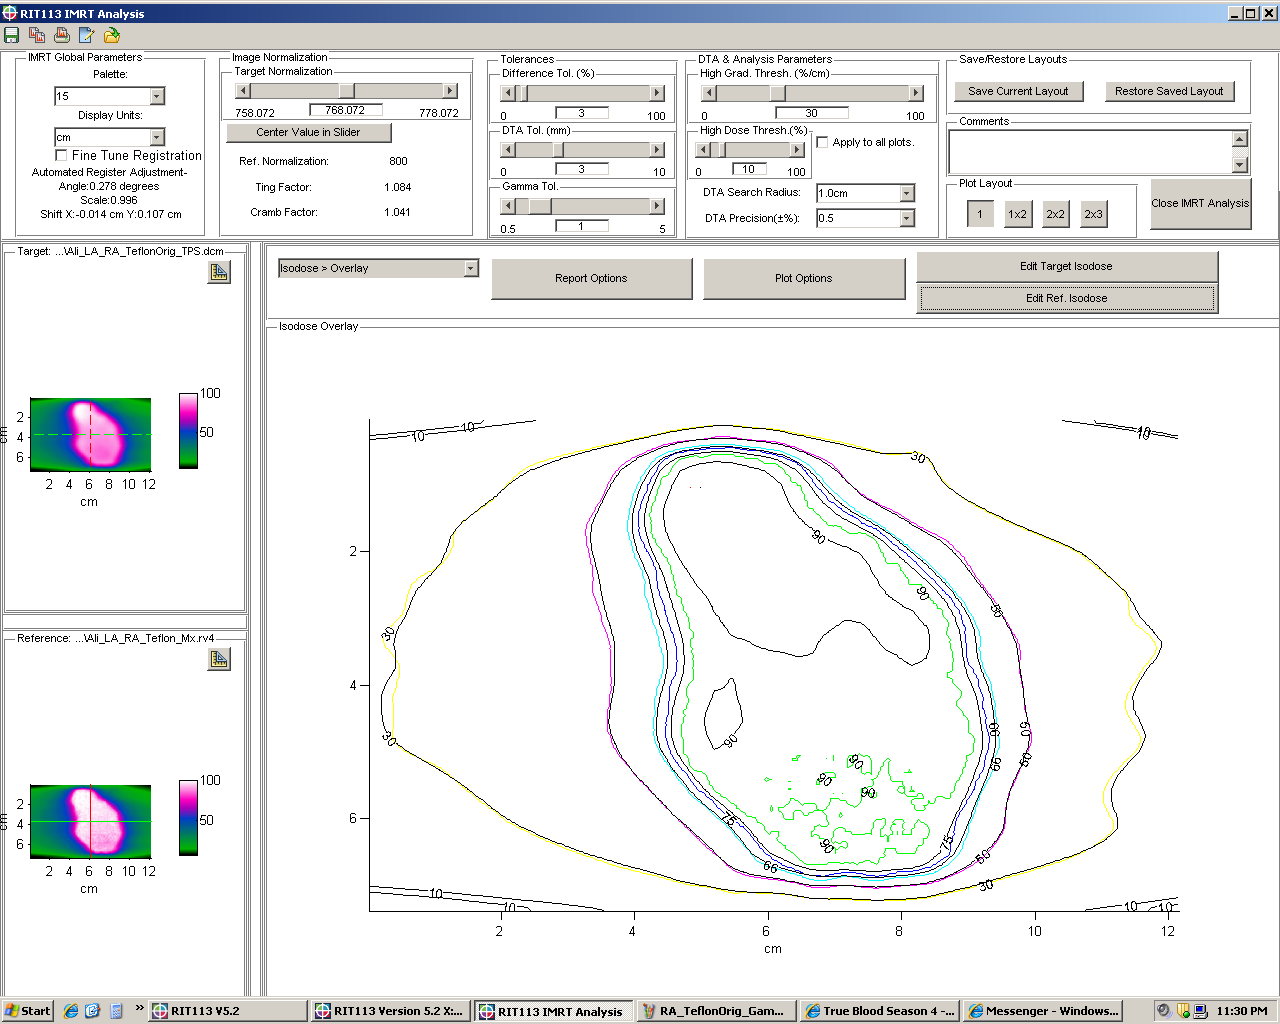 RIT113 IMRT Analysis
IMRT Global Parameters
Palette:
15
Display Units:
cm
Fine Tune Registration
Automated Register Adjustment-
Angle:0.278 degrees
Scale:0.996
Shift X:-0.014 cm Y:0.107 cm
Image Normalization
Target Normalization
758.072 768.072 778.072
Center Value in Slider
Ref. Normalization: 800
Ting Factor: 1.084
Cramb Factor: 1.041
Tolerances
Difference Tol. (%)
0 3 100
DTA Tol. (mm)
0 3 10
Gamma Tol.
0.5 1 5
DTA & Analysis Parameters
High Grad. Thresh. (%/cm)
0 30 100
High Dose Thresh.(%)
0 10 100
Apply to all plots.
DTA Search Radius: 1.0cm
DTA Precision(±%): 0.5
Save/Restore Layouts
Save Current Layout Restore Saved Layout
Comments
Plot Layout
1 1x2 2x2 2x3
Close IMRT Analysis
Target: ...\Ali_LA_RA_TeflonOrig_TPS.dcm
100
50
2
4
6
cm
2 4 6 8 10 12
cm
Reference: ...\Ali_LA_RA_Teflon_Mx.rv4
100
50
2
4
6
cm
2 4 6 8 10 12
cm
Isodose > Overlay
Report Options
Plot Options
Edit Target Isodose
Edit Ref. Isodose
Isodose Overlay
10 10 10
30
90
2
90
50
30
4
66 50
30 90 66 50
90 90
90
6
75 75
90 50
66
30
10 10 10 10
2 4 6 8 10 12
cm
Start
»
RIT113 V5.2
RIT113 Version 5.2 X:...
RIT113 IMRT Analysis
RA_TeflonOrig_Gam...
True Blood Season 4 -...
Messenger - Windows...
11:30 PM